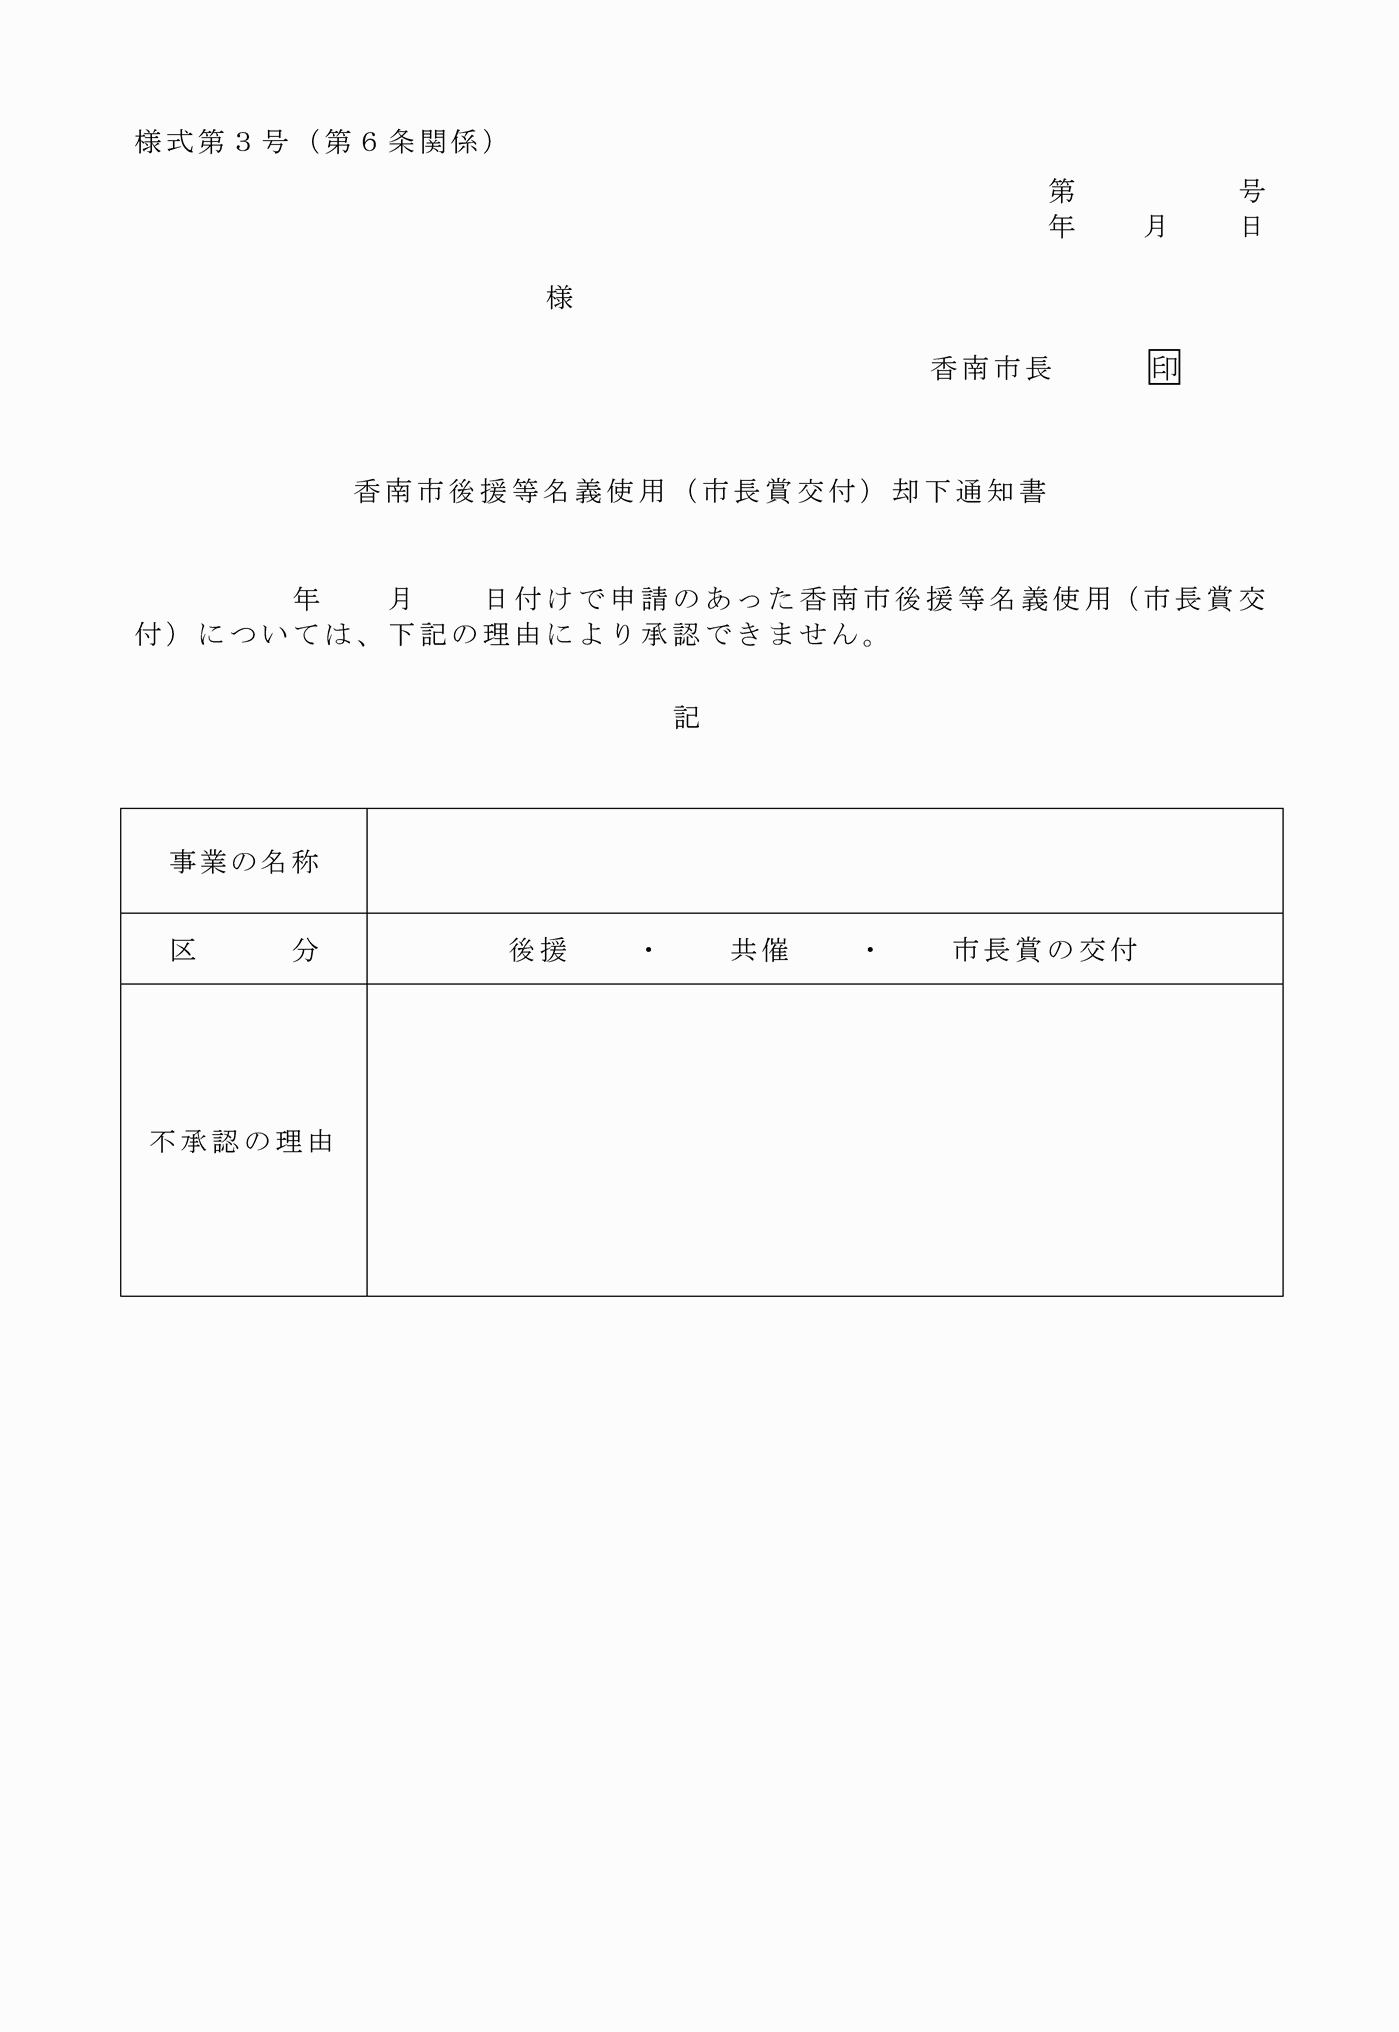 様式第３号（第６条関係）
第　　　　　号
年　　月　　日
様
香南市長　　　印
香南市後援等名義使用（市長賞交付）却下通知書
年　　月　　日付けで申請のあった香南市後援等名義使用（市長賞交
付）については、下記の理由により承認できません。
記
事業の名称
区　　　分　　後援　　・　　共催　　・　　市長賞の交付
不承認の理由